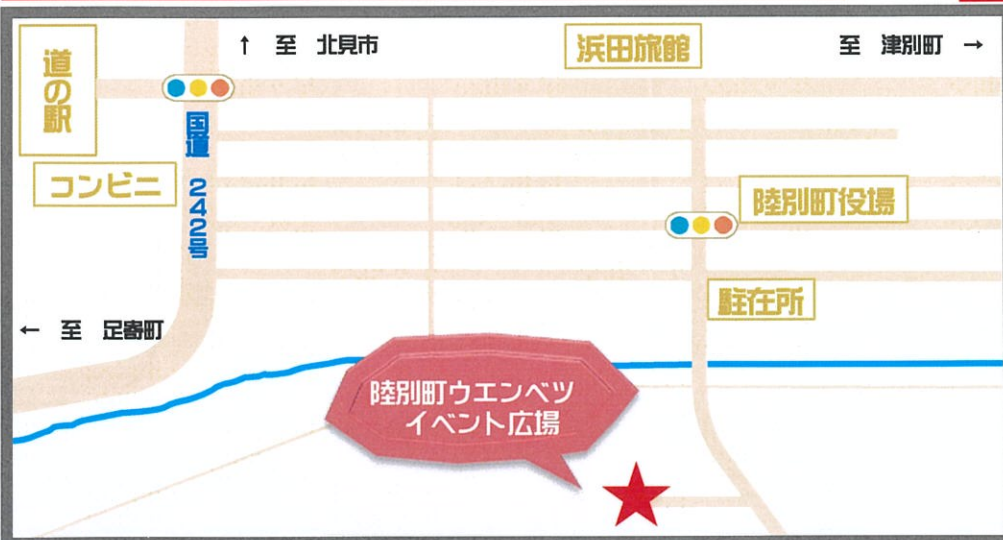 道の駅
↑ 至 北見市
浜田旅館
至 津別町 →
国道 242号
コンビニ
陸別町役場
駐在所
← 至 足寄町
陸別町ウエンベツ
イベント広場